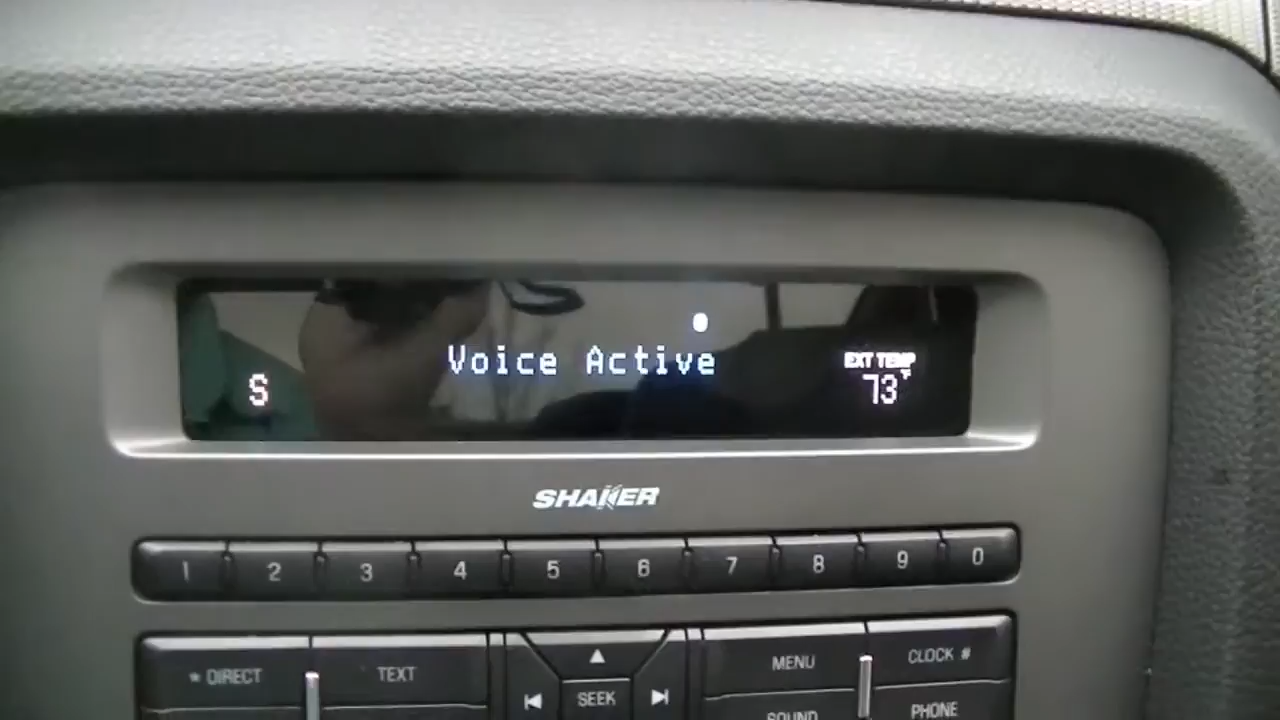 Voice Active
EXT TEMP
S
73°F
SHAKER
1 2 3 4 5 6 7 8 9 0
* DIRECT TEXT MENU CLOCK #
SEEK
SOUND PHONE